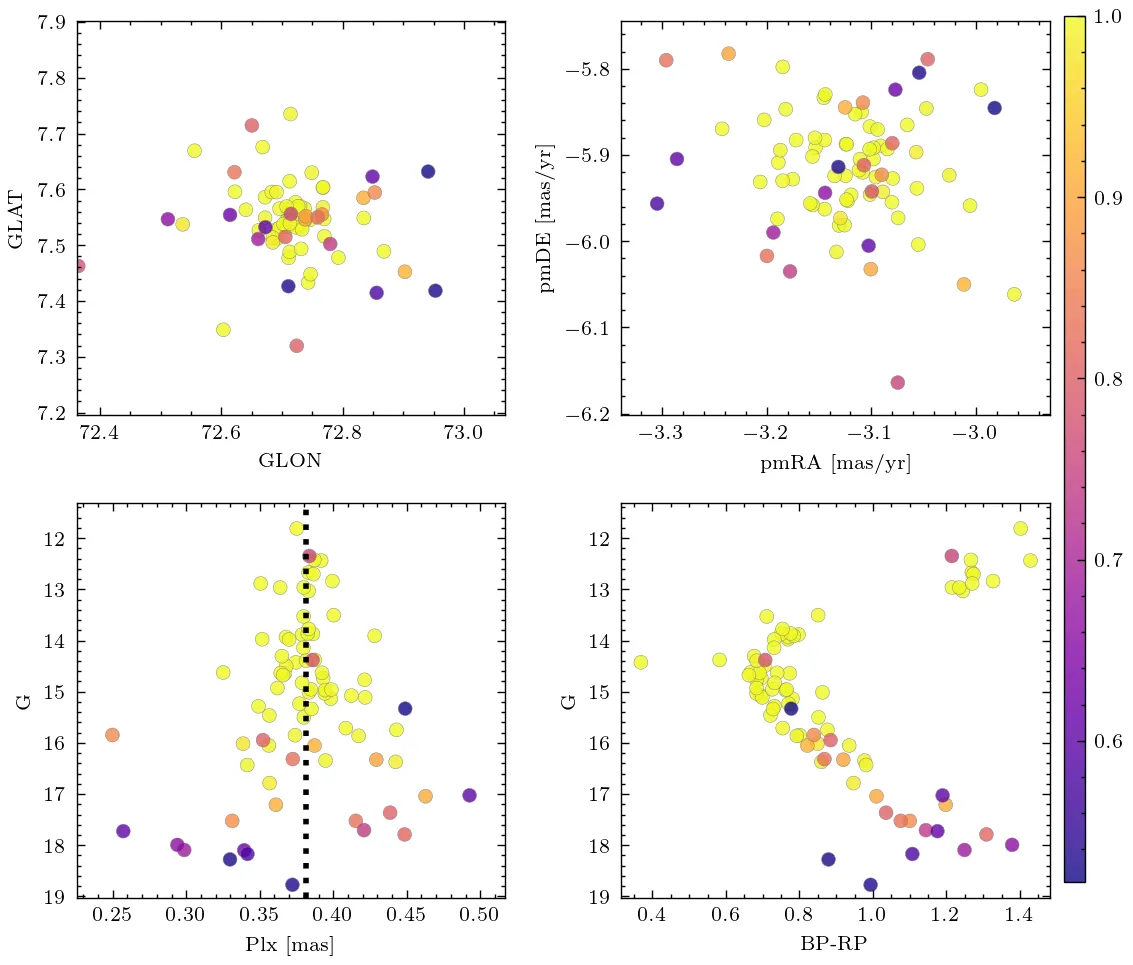 7.9
7.8
7.7
7.6
7.5
7.4
7.3
7.2
GLAT
72.4 72.6 72.8 73.0
GLON
−5.8
−5.9
−6.0
−6.1
−6.2
pmDE [mas/yr]
−3.3 −3.2 −3.1 −3.0
pmRA [mas/yr]
12
13
14
15
16
17
18
19
G
0.25 0.30 0.35 0.40 0.45 0.50
Plx [mas]
12
13
14
15
16
17
18
19
G
0.4 0.6 0.8 1.0 1.2 1.4
BP-RP
1.0
0.9
0.8
0.7
0.6